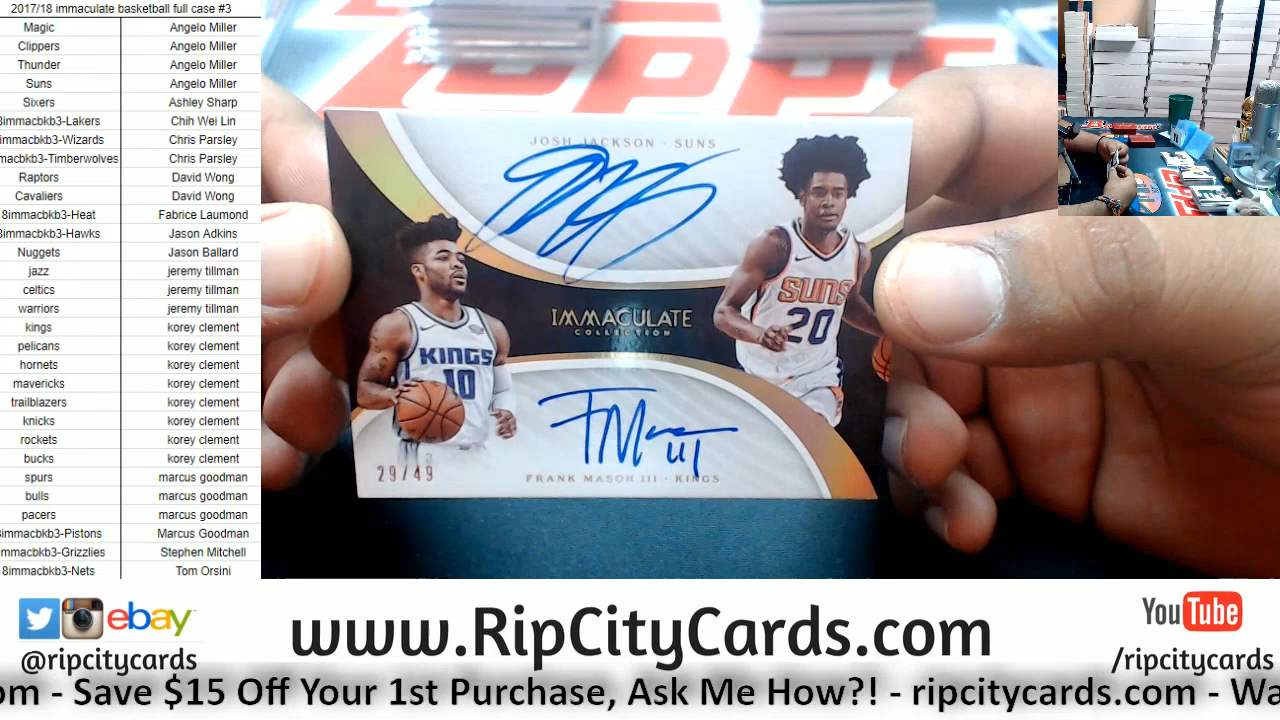 2017/18 immaculate basketball full case #3
Magic Angelo Miller
Clippers Angelo Miller
Thunder Angelo Miller
Suns Angelo Miller
Sixers Ashley Sharp
8immacbkb3-Lakers Chih Wei Lin
immacbkb3-Wizards Chris Parsley
macbkb3-Timberwolves Chris Parsley
Raptors David Wong
Cavaliers David Wong
8immacbkb3-Heat Fabrice Laumond
8immacbkb3-Hawks Jason Adkins
Nuggets Jason Ballard
jazz jeremy tillman
celtics jeremy tillman
warriors jeremy tillman
kings korey clement
pelicans korey clement
hornets korey clement
mavericks korey clement
trailblazers korey clement
knicks korey clement
rockets korey clement
bucks korey clement
spurs marcus goodman
bulls marcus goodman
pacers marcus goodman
immacbkb3-Pistons Marcus Goodman
mmacbkb3-Grizzlies Stephen Mitchell
8immacbkb3-Nets Tom Orsini
JOSH JACKSON · SUNS
SUNS
20
IMMACULATE
COLLECTION
KINGS
10
29/49
FRANK MASON III · KINGS
ebay
@ripcitycards
www.RipCityCards.com
YouTube
/ripcitycards
om - Save $15 Off Your 1st Purchase, Ask Me How?! - ripcitycards.com - Wa